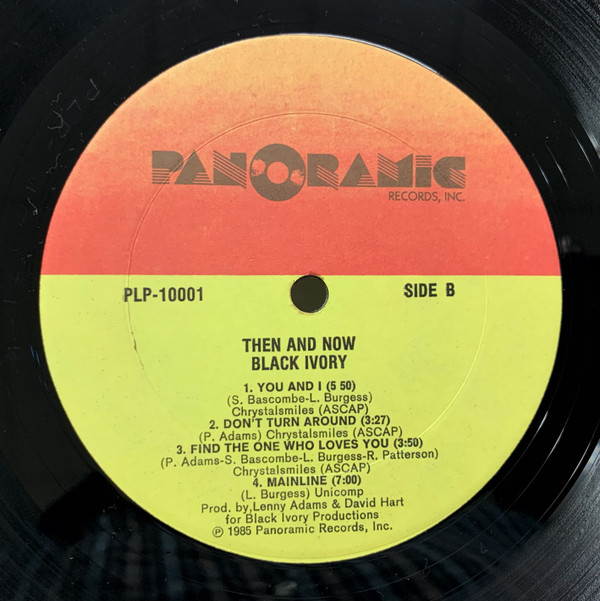 PANORAMIC
RECORDS, INC.
PLP-10001 SIDE B
THEN AND NOW
BLACK IVORY
1. YOU AND I (5 50)
(S. Bascombe-L. Burgess)
Chrystalsmiles (ASCAP)
2. DON'T TURN AROUND (3:27)
(P. Adams) Chrystalsmiles (ASCAP)
3. FIND THE ONE WHO LOVES YOU (3:50)
(P. Adams-S. Bascombe-L. Burgess-R. Patterson)
Chrystalsmiles (ASCAP)
4. MAINLINE (7:00)
(L. Burgess) Unicomp
Prod. by,Lenny Adams & David Hart
for Black Ivory Productions
℗ 1985 Panoramic Records, Inc.